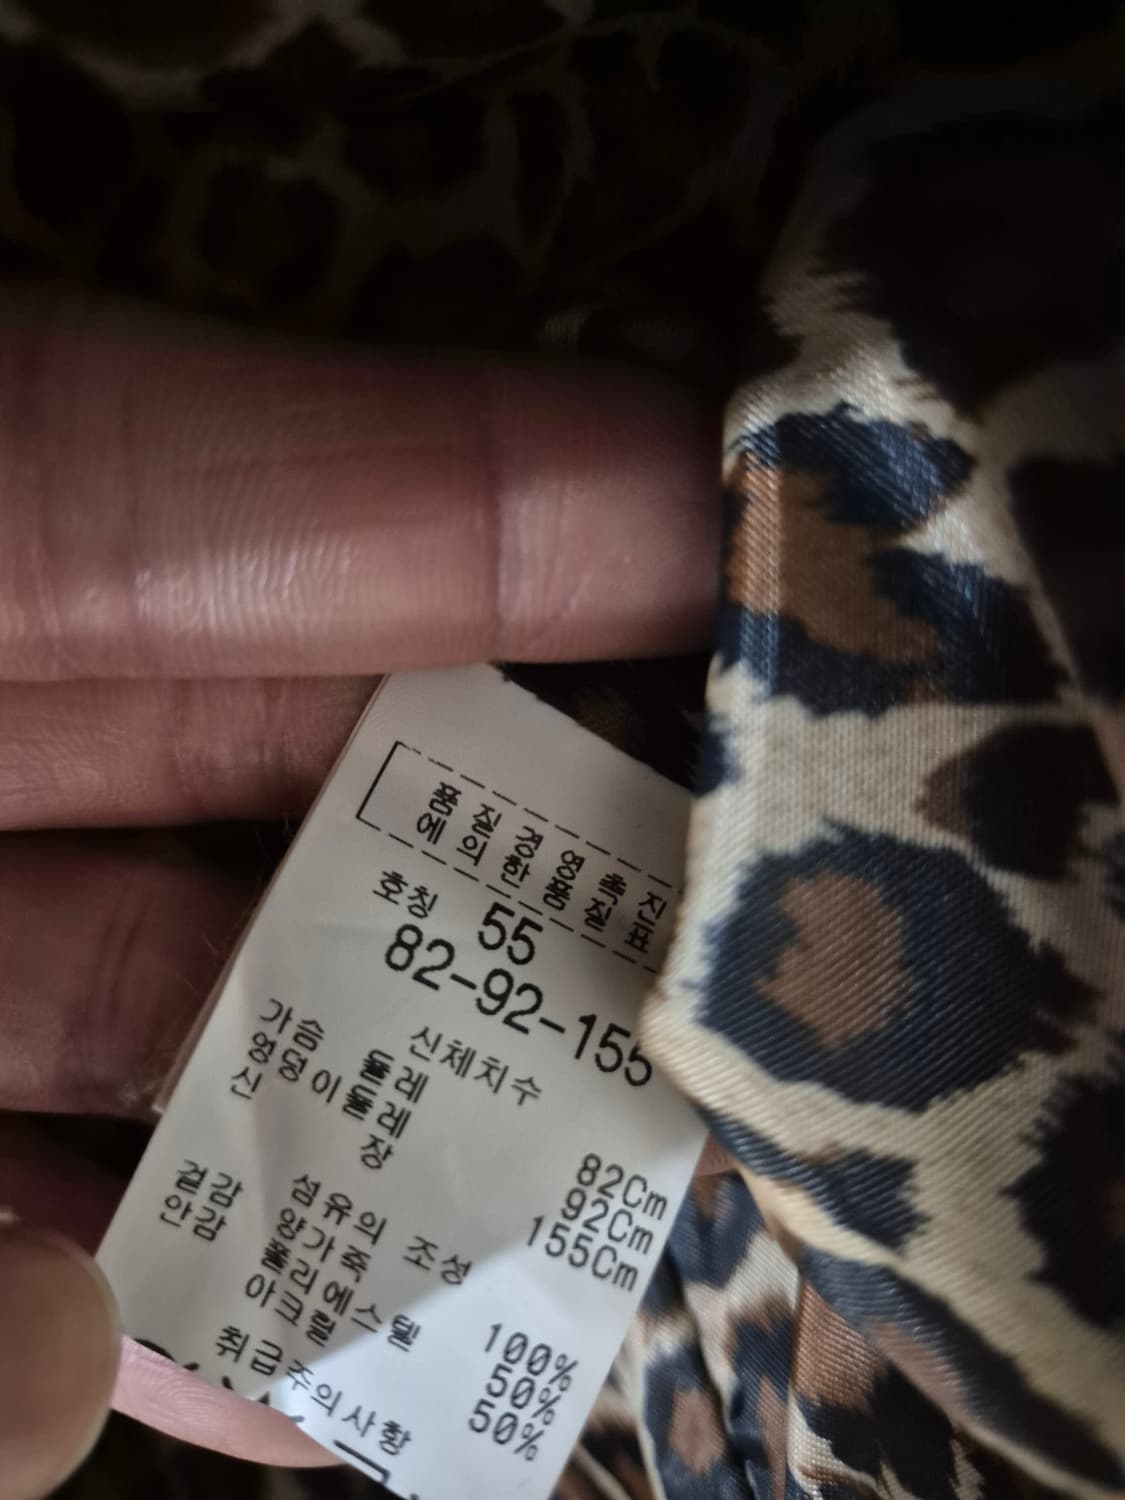 품질경영촉진
에의한품질표
호칭 55
82-92-155
신체치수
가슴 둘레 82Cm
엉덩이둘레 92Cm
신 장 155Cm
섬유의 조성
겉감 양가죽 100%
안감 폴리에스텔 50%
아크릴 50%
취급주의사항